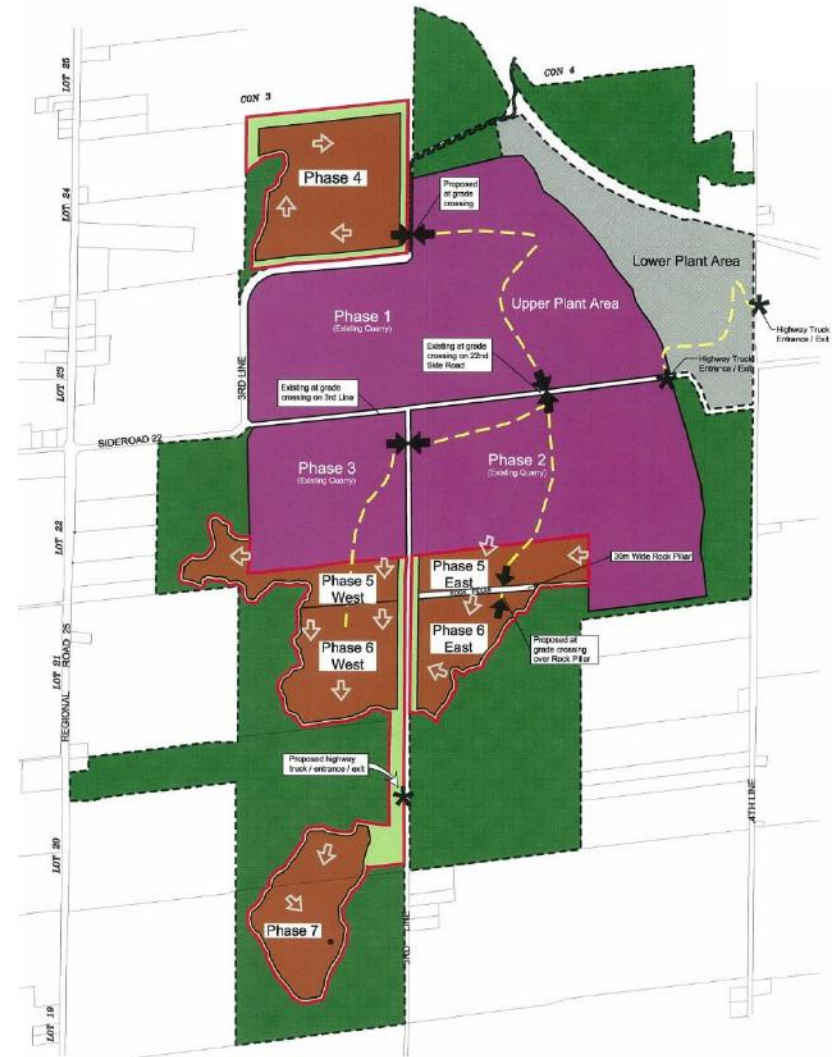 LOT 25
CON 3
CON 4
LOT 24
Phase 4
Proposed
at grade
crossing
Lower Plant Area
Upper Plant Area
Phase 1
(Existing Quarry)
Highway Truck
Entrance / Exit
Existing at grade
crossing on 22nd
Side Road
Highway Truck
Entrance / Exit
3RD LINE
LOT 23
Existing at grade
crossing on 3rd Line
SIDEROAD 22
Phase 3
(Existing Quarry)
Phase 2
(Existing Quarry)
LOT 22
30m Wide Rock Pillar
Phase 5
East
Phase 5
West
ROCK PILLAR
Phase 6
West
Phase 6
East
Proposed at
grade crossing
over Rock Pillar
LOT 21
REGIONAL ROAD 25
Proposed highway
truck / entrance / exit
4TH LINE
LOT 20
Phase 7
3RD LINE
LOT 19